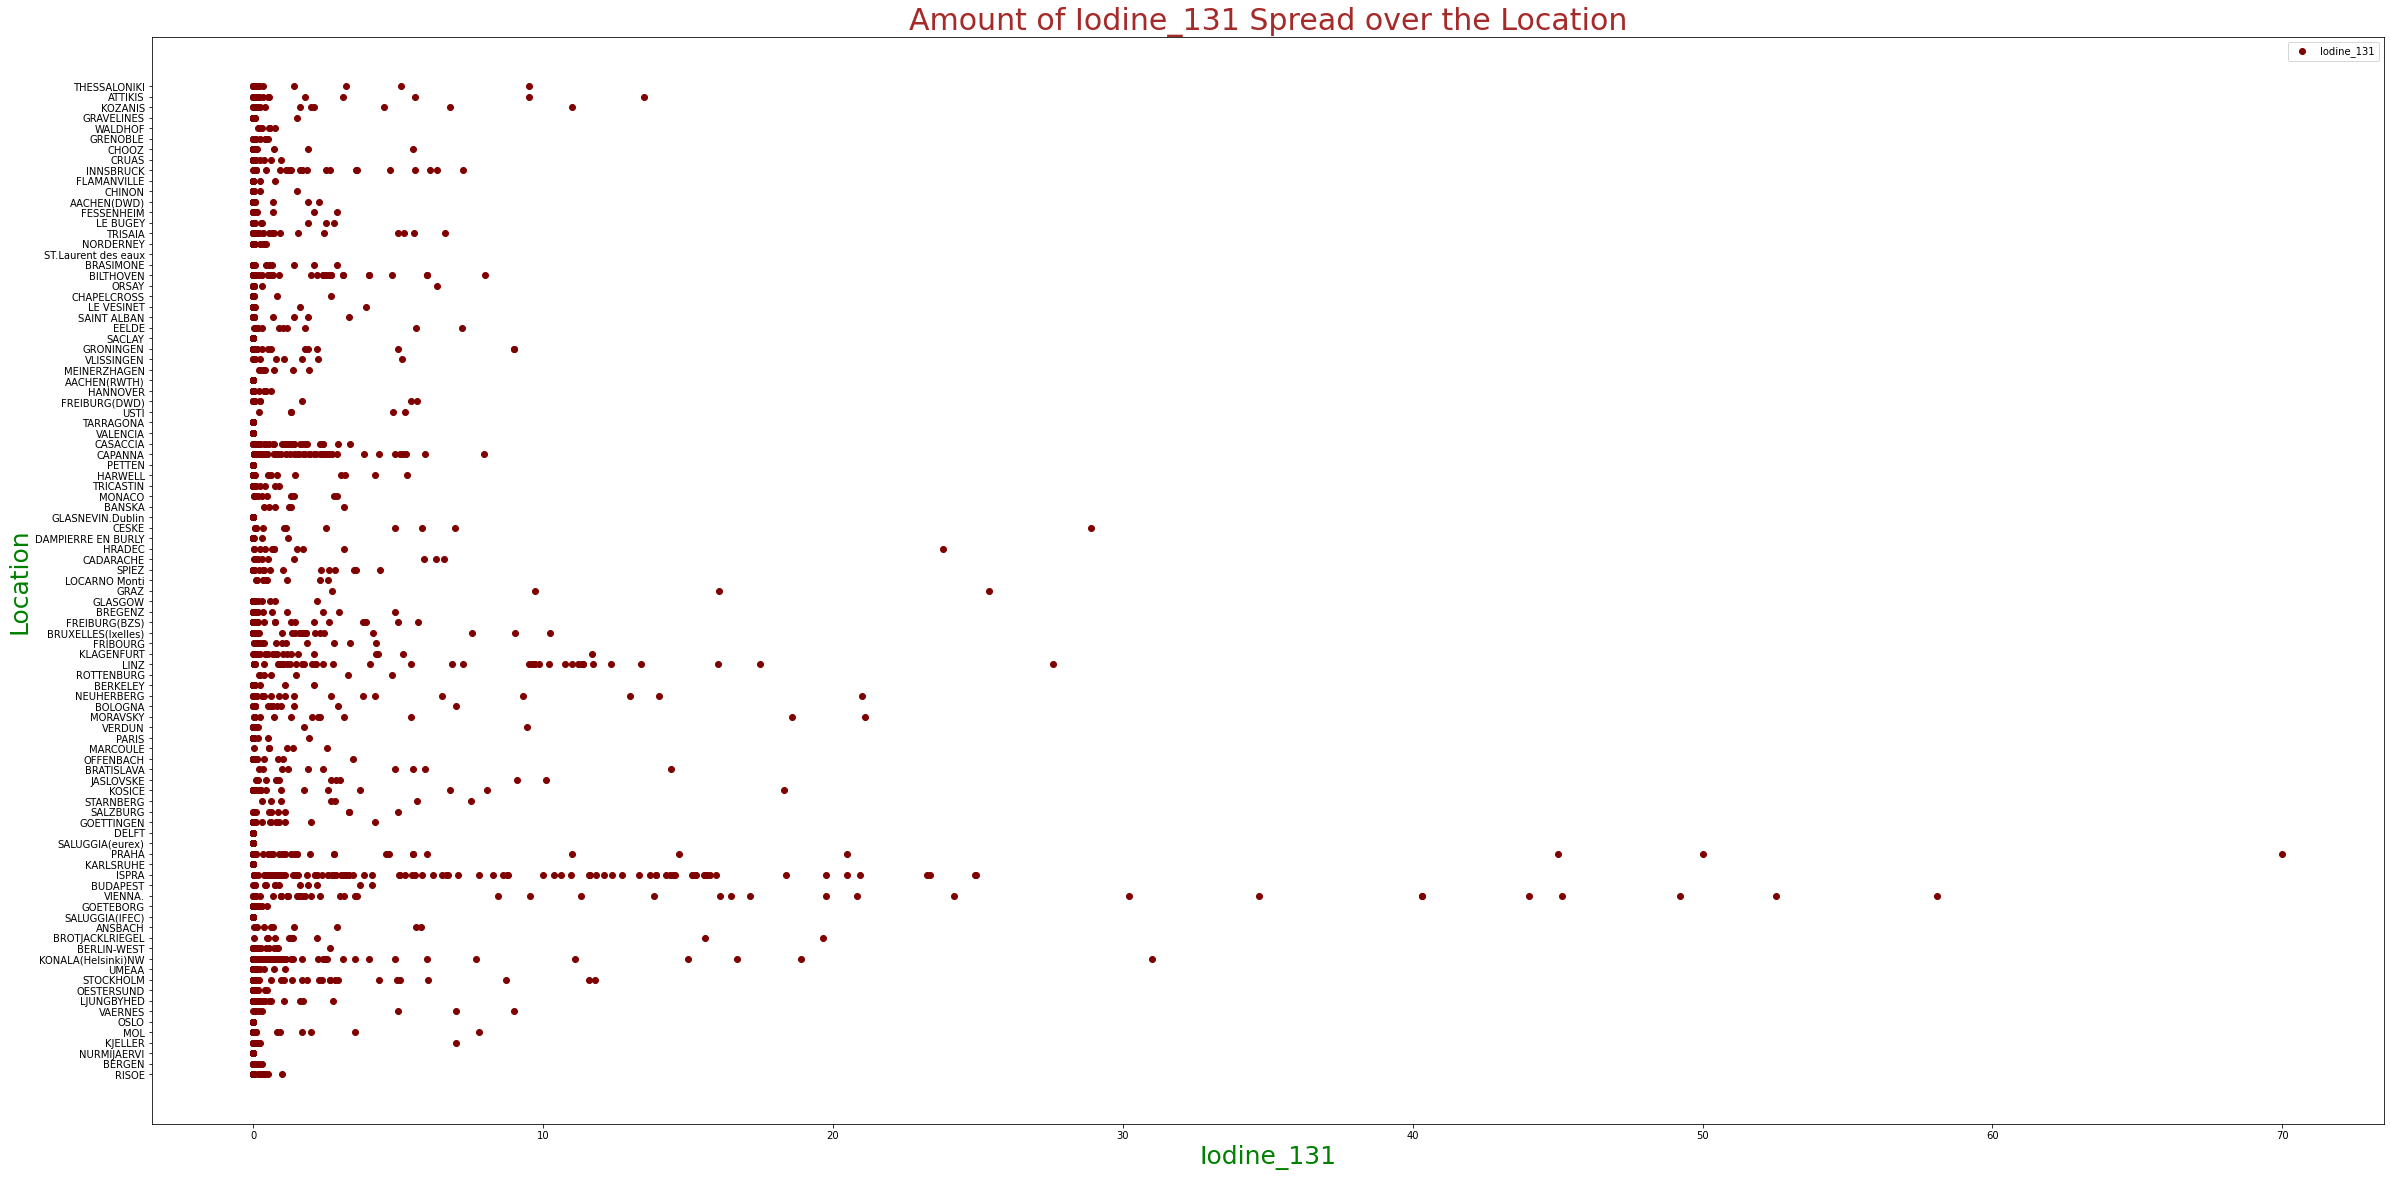 Amount of Iodine_131 Spread over the Location
Iodine_131
THESSALONIKI
ATTIKIS
KOZANIS
GRAVELINES
WALDHOF
GRENOBLE
CHOOZ
CRUAS
INNSBRUCK
FLAMANVILLE
CHINON
AACHEN(DWD)
FESSENHEIM
LE BUGEY
TRISAIA
NORDERNEY
ST.Laurent des eaux
BRASIMONE
BILTHOVEN
ORSAY
CHAPELCROSS
LE VESINET
SAINT ALBAN
EELDE
SACLAY
GRONINGEN
VLISSINGEN
MEINERZHAGEN
AACHEN(RWTH)
HANNOVER
FREIBURG(DWD)
USTI
TARRAGONA
VALENCIA
CASACCIA
CAPANNA
PETTEN
HARWELL
TRICASTIN
MONACO
BANSKA
GLASNEVIN.Dublin
CESKE
DAMPIERRE EN BURLY
HRADEC
CADARACHE
SPIEZ
LOCARNO Monti
GRAZ
GLASGOW
BREGENZ
FREIBURG(BZS)
BRUXELLES(Ixelles)
FRIBOURG
KLAGENFURT
LINZ
ROTTENBURG
BERKELEY
NEUHERBERG
BOLOGNA
MORAVSKY
VERDUN
PARIS
MARCOULE
OFFENBACH
BRATISLAVA
JASLOVSKE
KOSICE
STARNBERG
SALZBURG
GOETTINGEN
DELFT
SALUGGIA(eurex)
PRAHA
KARLSRUHE
ISPRA
BUDAPEST
VIENNA.
GOETEBORG
SALUGGIA(IFEC)
ANSBACH
BROTJACKLRIEGEL
BERLIN-WEST
KONALA(Helsinki)NW
UMEAA
STOCKHOLM
OESTERSUND
LJUNGBYHED
VAERNES
OSLO
MOL
KJELLER
NURMIJAERVI
BERGEN
RISOE
Location
0 10 20 30 40 50 60 70
Iodine_131